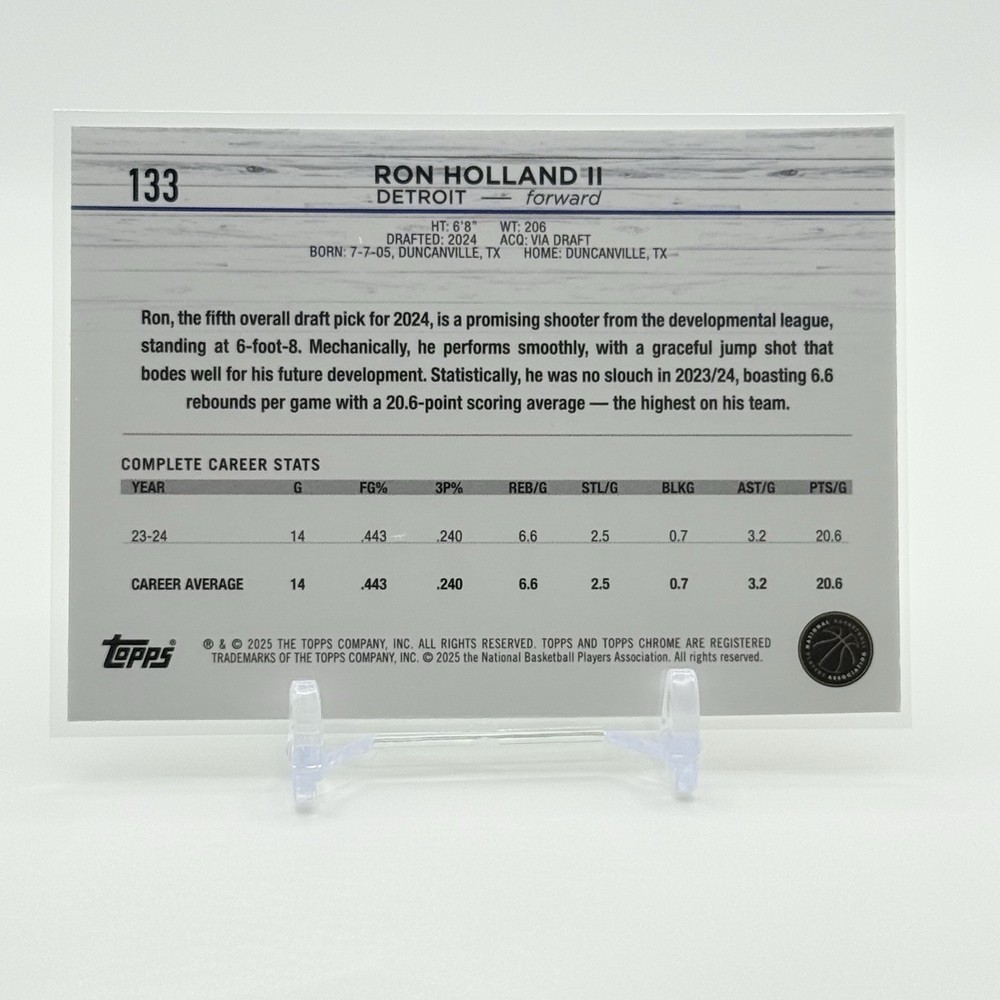 133
RON HOLLAND II
DETROIT — forward
HT: 6'8" WT: 206
DRAFTED: 2024 ACQ: VIA DRAFT
BORN: 7-7-05, DUNCANVILLE, TX HOME: DUNCANVILLE, TX
Ron, the fifth overall draft pick for 2024, is a promising shooter from the developmental league,
standing at 6-foot-8. Mechanically, he performs smoothly, with a graceful jump shot that
bodes well for his future development. Statistically, he was no slouch in 2023/24, boasting 6.6
rebounds per game with a 20.6-point scoring average — the highest on his team.
COMPLETE CAREER STATS
YEAR G FG% 3P% REB/G STL/G BLKG AST/G PTS/G
23-24 14 .443 .240 6.6 2.5 0.7 3.2 20.6
CAREER AVERAGE 14 .443 .240 6.6 2.5 0.7 3.2 20.6
Topps®
® & © 2025 THE TOPPS COMPANY, INC. ALL RIGHTS RESERVED. TOPPS AND TOPPS CHROME ARE REGISTERED
TRADEMARKS OF THE TOPPS COMPANY, INC. © 2025 the National Basketball Players Association. All rights reserved.
NATIONAL BASKETBALL
PLAYERS ASSOCIATION